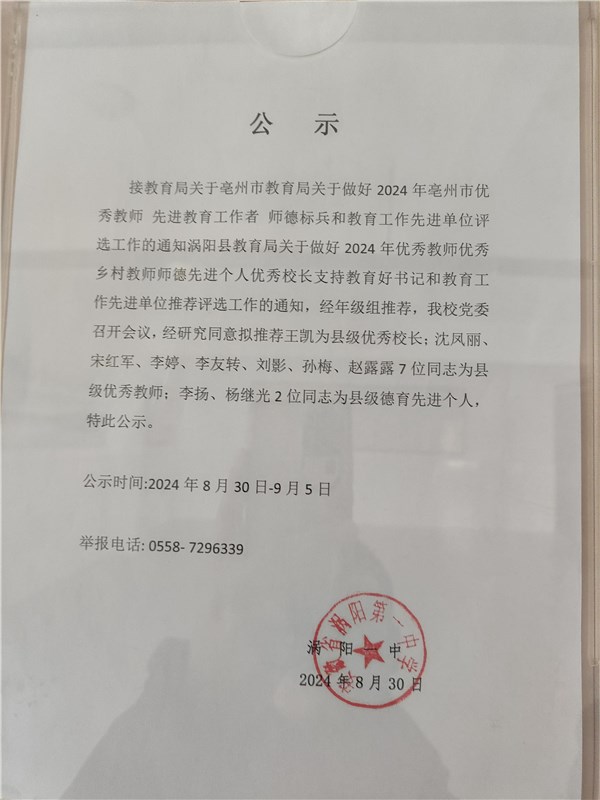 公 示
接教育局关于亳州市教育局关于做好 2024 年亳州市优
秀教师 先进教育工作者 师德标兵和教育工作先进单位评
选工作的通知涡阳县教育局关于做好 2024 年优秀教师优秀
乡村教师师德先进个人优秀校长支持教育好书记和教育工
作先进单位推荐评选工作的通知，经年级组推荐，我校党委
召开会议，经研究同意拟推荐王凯为县级优秀校长；沈凤丽、
宋红军、李婷、李友转、刘影、孙梅、赵露露 7 位同志为县
级优秀教师；李扬、杨继光 2 位同志为县级德育先进个人，
特此公示。
公示时间:2024 年 8 月 30 日-9 月 5 日
举报电话: 0558- 7296339
安徽省涡阳第一中学
涡 阳 一 中
2024 年 8 月 30 日